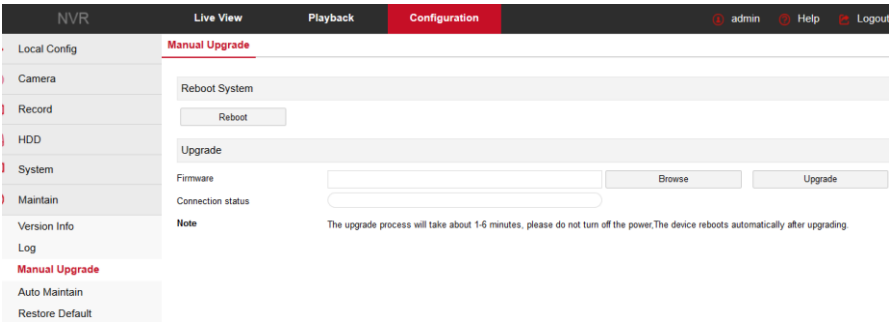 NVR Live View Playback Configuration admin Help Logout
Local Config
Camera
Record
HDD
System
Maintain
Version Info
Log
Manual Upgrade
Auto Maintain
Restore Default
Manual Upgrade
Reboot System
Reboot
Upgrade
Firmware Browse Upgrade
Connection status
Note The upgrade process will take about 1-6 minutes, please do not turn off the power,The device reboots automatically after upgrading.